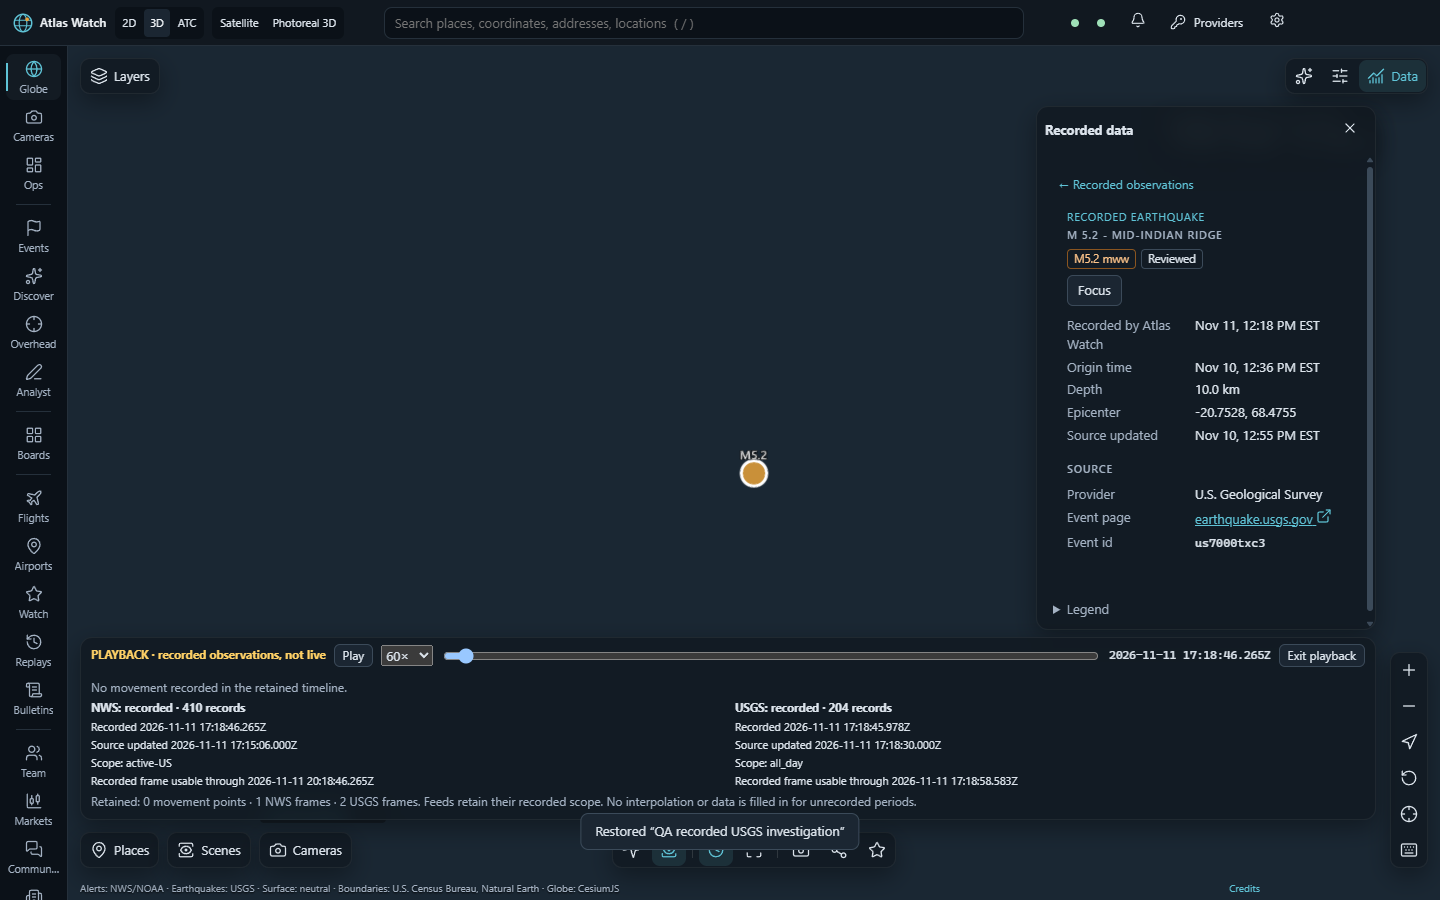 Atlas Watch
2D 3D ATC
Satellite Photoreal 3D
Search places, coordinates, addresses, locations ( / )
Providers
Globe
Cameras
Ops
Events
Discover
Overhead
Analyst
Boards
Flights
Airports
Watch
Replays
Bulletins
Team
Markets
Commun...
Layers
Data
Recorded data
← Recorded observations
RECORDED EARTHQUAKE
M 5.2 - MID-INDIAN RIDGE
M5.2 mww Reviewed
Focus
Recorded by Atlas Watch Nov 11, 12:18 PM EST
Origin time Nov 10, 12:36 PM EST
Depth 10.0 km
Epicenter -20.7528, 68.4755
Source updated Nov 10, 12:55 PM EST
SOURCE
Provider U.S. Geological Survey
Event page earthquake.usgs.gov
Event id us7000txc3
Legend
M5.2
PLAYBACK · recorded observations, not live Play 60× 2026-11-11 17:18:46.265Z Exit playback
No movement recorded in the retained timeline.
NWS: recorded · 410 records
Recorded 2026-11-11 17:18:46.265Z
Source updated 2026-11-11 17:15:06.000Z
Scope: active-US
Recorded frame usable through 2026-11-11 20:18:46.265Z
USGS: recorded · 204 records
Recorded 2026-11-11 17:18:45.978Z
Source updated 2026-11-11 17:18:30.000Z
Scope: all_day
Recorded frame usable through 2026-11-11 17:18:58.583Z
Retained: 0 movement points · 1 NWS frames · 2 USGS frames. Feeds retain their recorded scope. No interpolation or data is filled in for unrecorded periods.
Restored “QA recorded USGS investigation”
Places
Scenes
Cameras
Alerts: NWS/NOAA · Earthquakes: USGS · Surface: neutral · Boundaries: U.S. Census Bureau, Natural Earth · Globe: CesiumJS
Credits